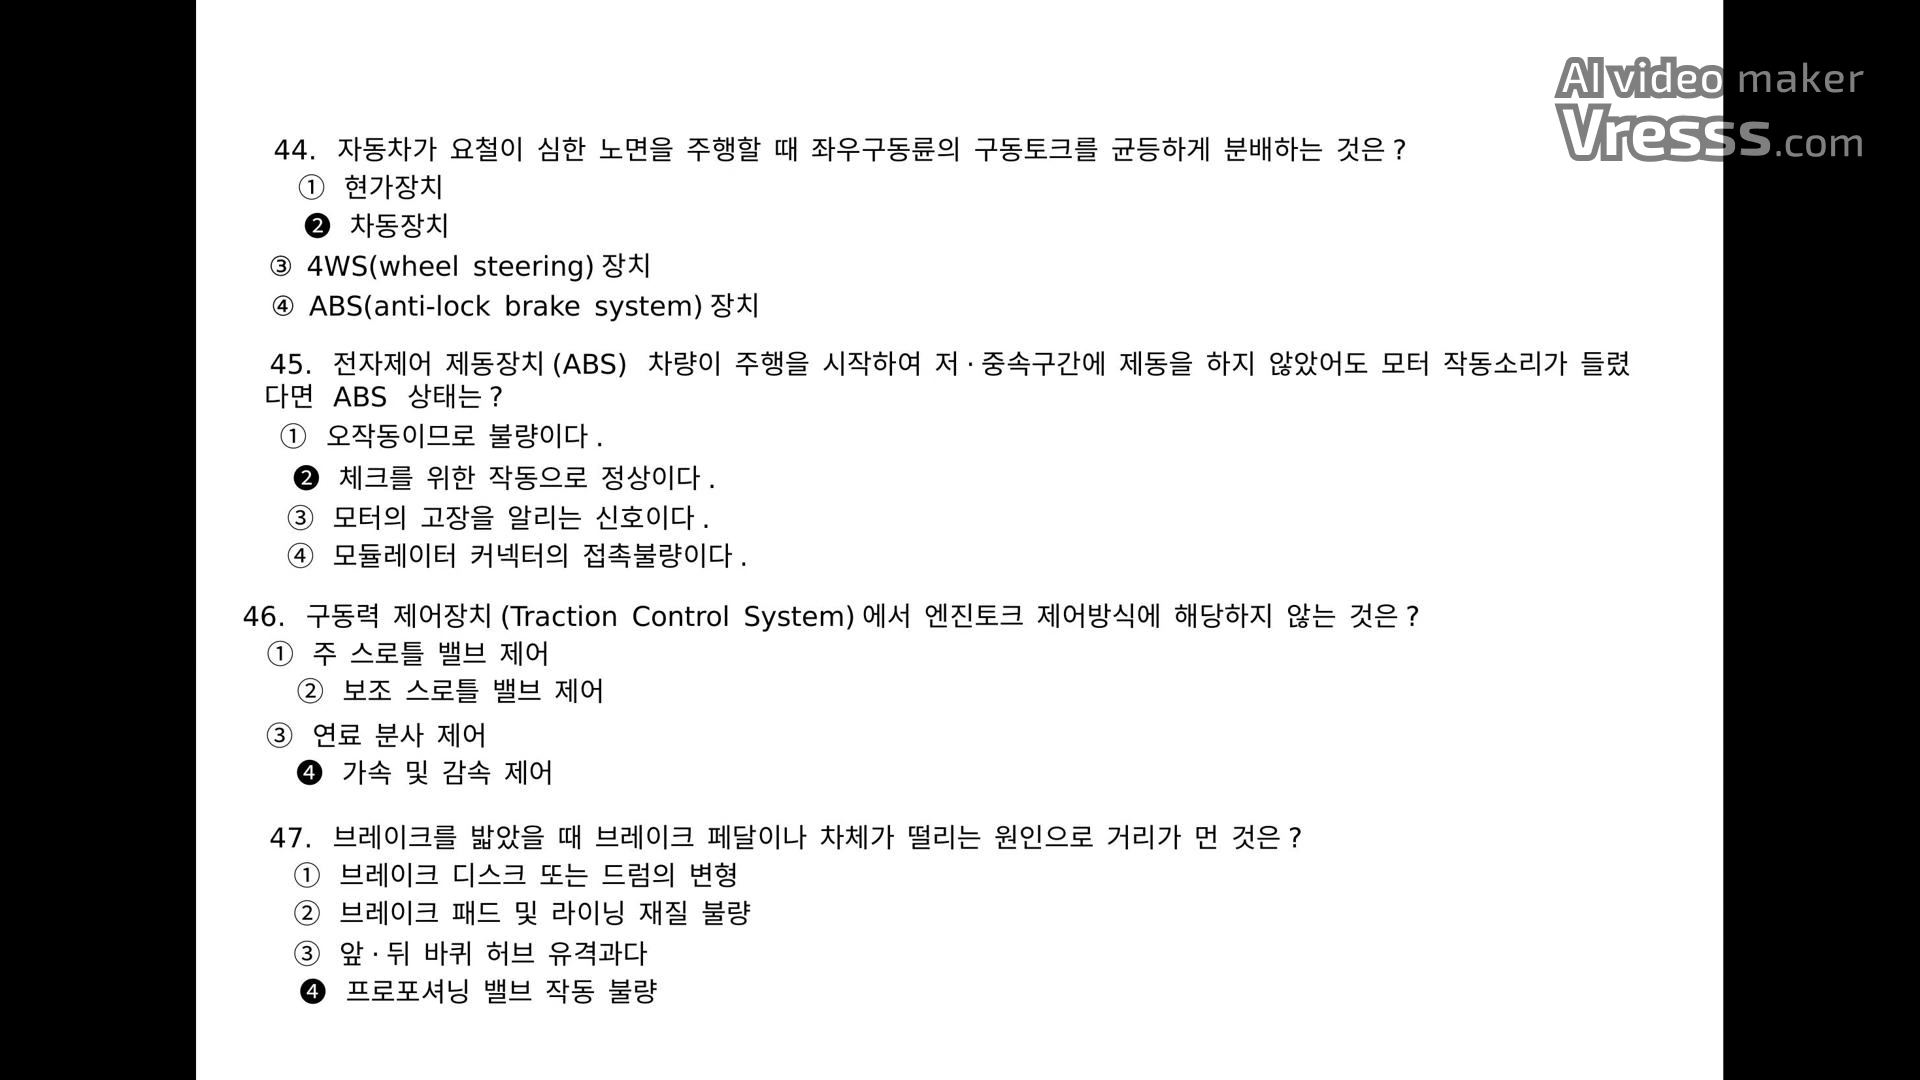 AI video maker
Vresss.com
44. 자동차가 요철이 심한 노면을 주행할 때 좌우구동륜의 구동토크를 균등하게 분배하는 것은?
① 현가장치
❷ 차동장치
③ 4WS(wheel steering)장치
④ ABS(anti-lock brake system)장치
45. 전자제어 제동장치(ABS) 차량이 주행을 시작하여 저·중속구간에 제동을 하지 않았어도 모터 작동소리가 들렸
다면 ABS 상태는?
① 오작동이므로 불량이다.
❷ 체크를 위한 작동으로 정상이다.
③ 모터의 고장을 알리는 신호이다.
④ 모듈레이터 커넥터의 접촉불량이다.
46. 구동력 제어장치(Traction Control System)에서 엔진토크 제어방식에 해당하지 않는 것은?
① 주 스로틀 밸브 제어
② 보조 스로틀 밸브 제어
③ 연료 분사 제어
❹ 가속 및 감속 제어
47. 브레이크를 밟았을 때 브레이크 페달이나 차체가 떨리는 원인으로 거리가 먼 것은?
① 브레이크 디스크 또는 드럼의 변형
② 브레이크 패드 및 라이닝 재질 불량
③ 앞·뒤 바퀴 허브 유격과다
❹ 프로포셔닝 밸브 작동 불량